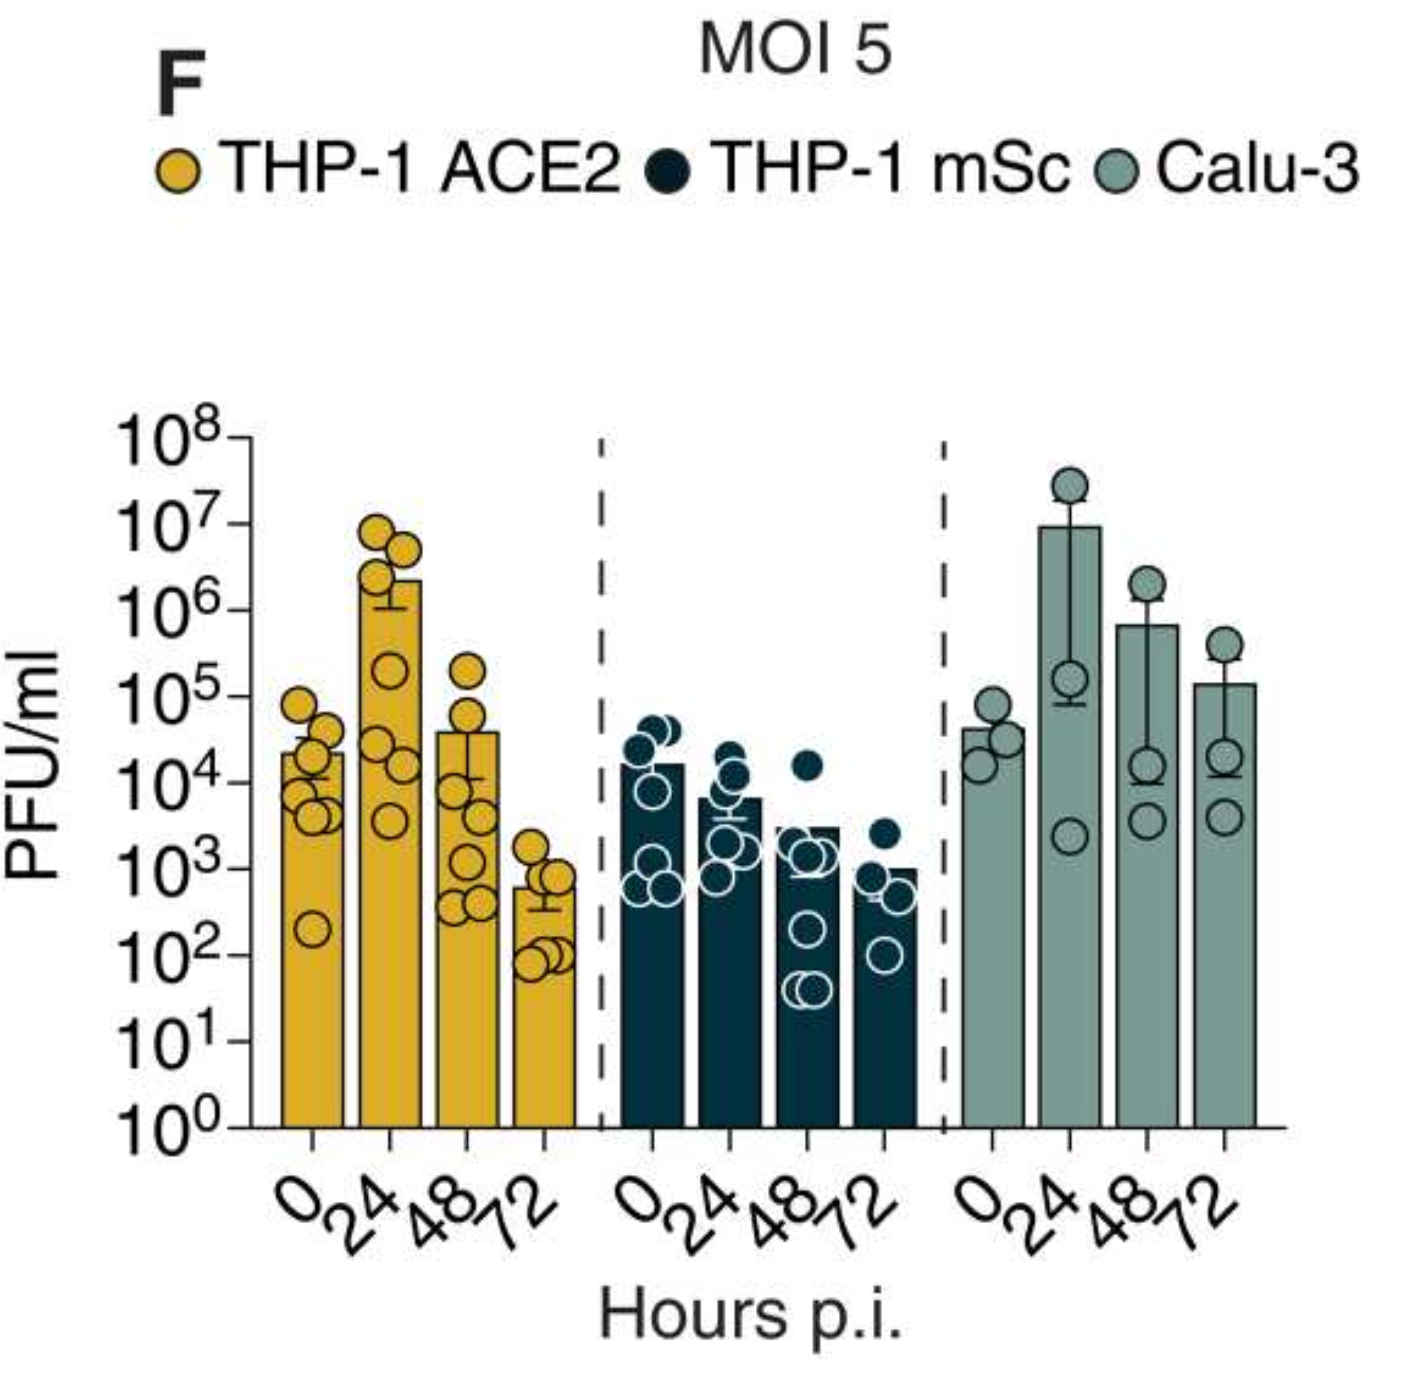 MOI 5
F
THP-1 ACE2 THP-1 mSc Calu-3
10⁸
10⁷
10⁶
10⁵
10⁴
10³
10²
10¹
10⁰
PFU/ml
0 24 48 72 0 24 48 72 0 24 48 72
Hours p.i.